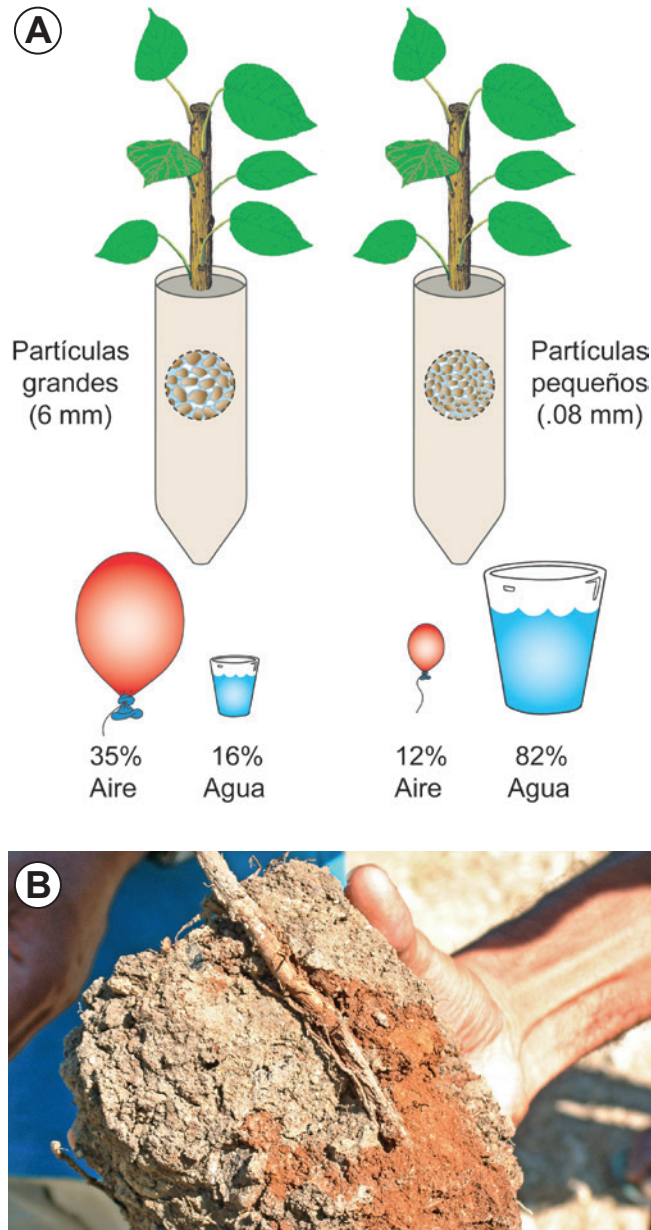 A
Partículas
grandes
(6 mm)
Partículas
pequeños
(.08 mm)
35%
Aire
16%
Agua
12%
Aire
82%
Agua
B